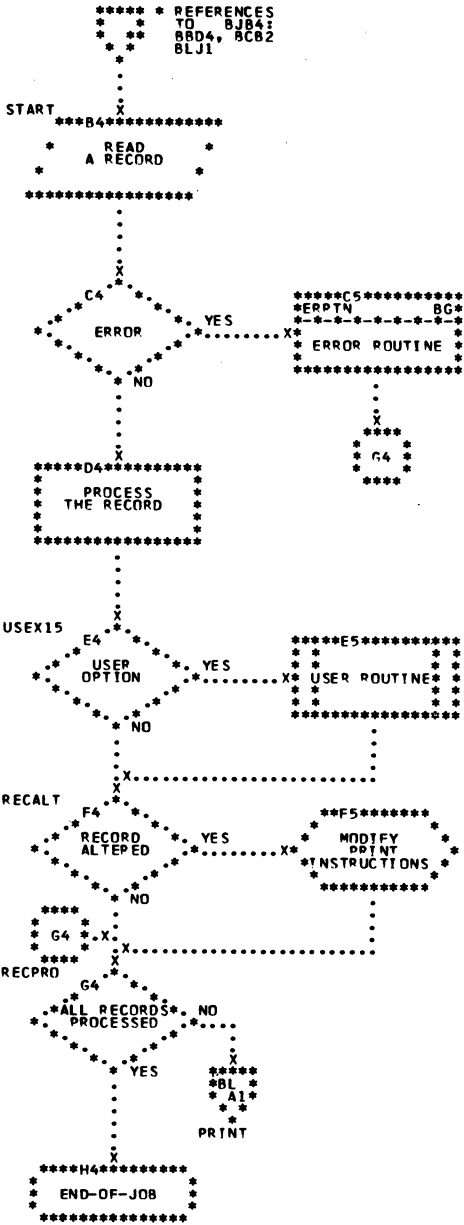 REFERENCES
TO BJB4:
BBD4, BCB2
BLJ1
START
B4
READ
A RECORD
C4
ERROR
YES
NO
C5
ERPTN BG
ERROR ROUTINE
G4
D4
PROCESS
THE RECORD
USEX15
E4
USER
OPTION
YES
NO
E5
USER ROUTINE
RECALT
F4
RECORD
ALTEPED
YES
NO
F5
MODIFY
PRINT
INSTRUCTIONS
G4
RECPRO
G4
ALL RECORDS
PROCESSED
NO
YES
BL
A1
PRINT
H4
END-OF-JOB